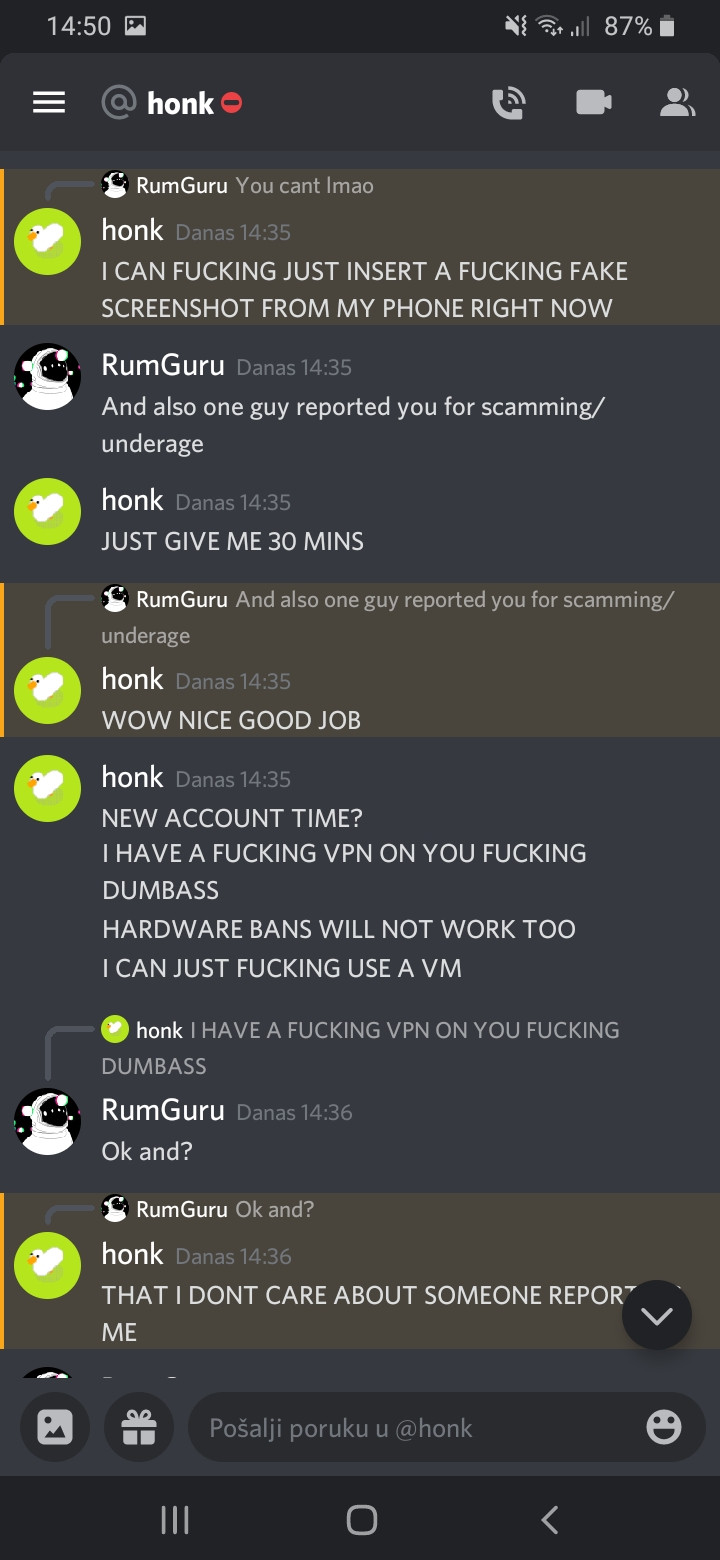 14:50 87%
@ honk
RumGuru You cant lmao
honk Danas 14:35
I CAN FUCKING JUST INSERT A FUCKING FAKE
SCREENSHOT FROM MY PHONE RIGHT NOW
RumGuru Danas 14:35
And also one guy reported you for scamming/
underage
honk Danas 14:35
JUST GIVE ME 30 MINS
RumGuru And also one guy reported you for scamming/
underage
honk Danas 14:35
WOW NICE GOOD JOB
honk Danas 14:35
NEW ACCOUNT TIME?
I HAVE A FUCKING VPN ON YOU FUCKING
DUMBASS
HARDWARE BANS WILL NOT WORK TOO
I CAN JUST FUCKING USE A VM
honk I HAVE A FUCKING VPN ON YOU FUCKING
DUMBASS
RumGuru Danas 14:36
Ok and?
RumGuru Ok and?
honk Danas 14:36
THAT I DONT CARE ABOUT SOMEONE
ME
Pošalji poruku u @honk